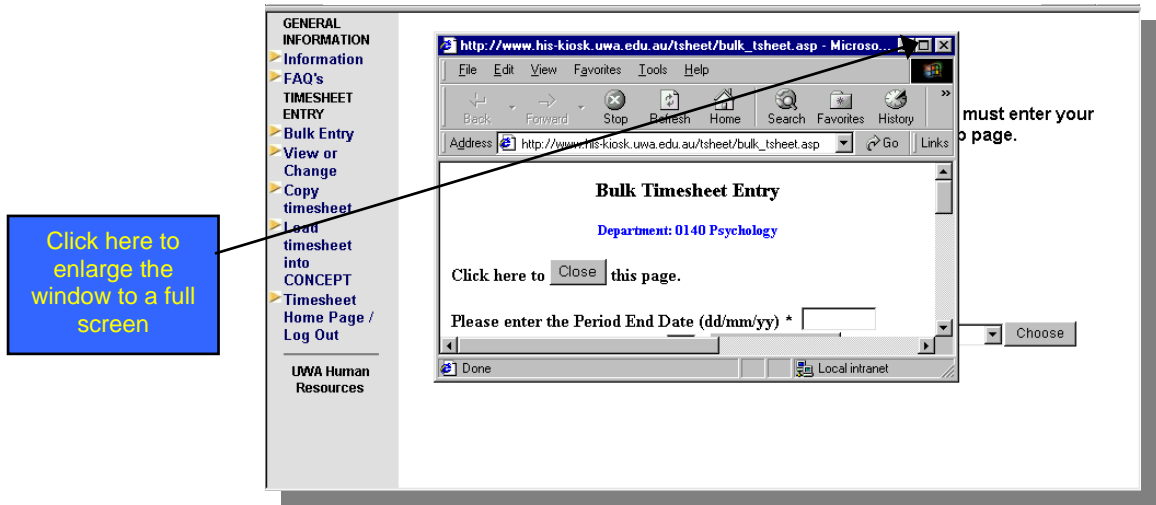 GENERAL
INFORMATION
Information
FAQ's
TIMESHEET
ENTRY
Bulk Entry
View or
Change
Copy
timesheet
Load
timesheet
into
CONCEPT
Timesheet
Home Page /
Log Out
UWA Human
Resources
Click here to
enlarge the
window to a full
screen
http://www.his-kiosk.uwa.edu.au/tsheet/bulk_tsheet.asp - Microso...
File Edit View Favorites Tools Help
Back Forward Stop Refresh Home Search Favorites History »
Address http://www.his-kiosk.uwa.edu.au/tsheet/bulk_tsheet.asp Go Links
Bulk Timesheet Entry
Department: 0140 Psychology
Click here to Close this page.
Please enter the Period End Date (dd/mm/yy) *
Done Local intranet
must enter your
page.
Choose